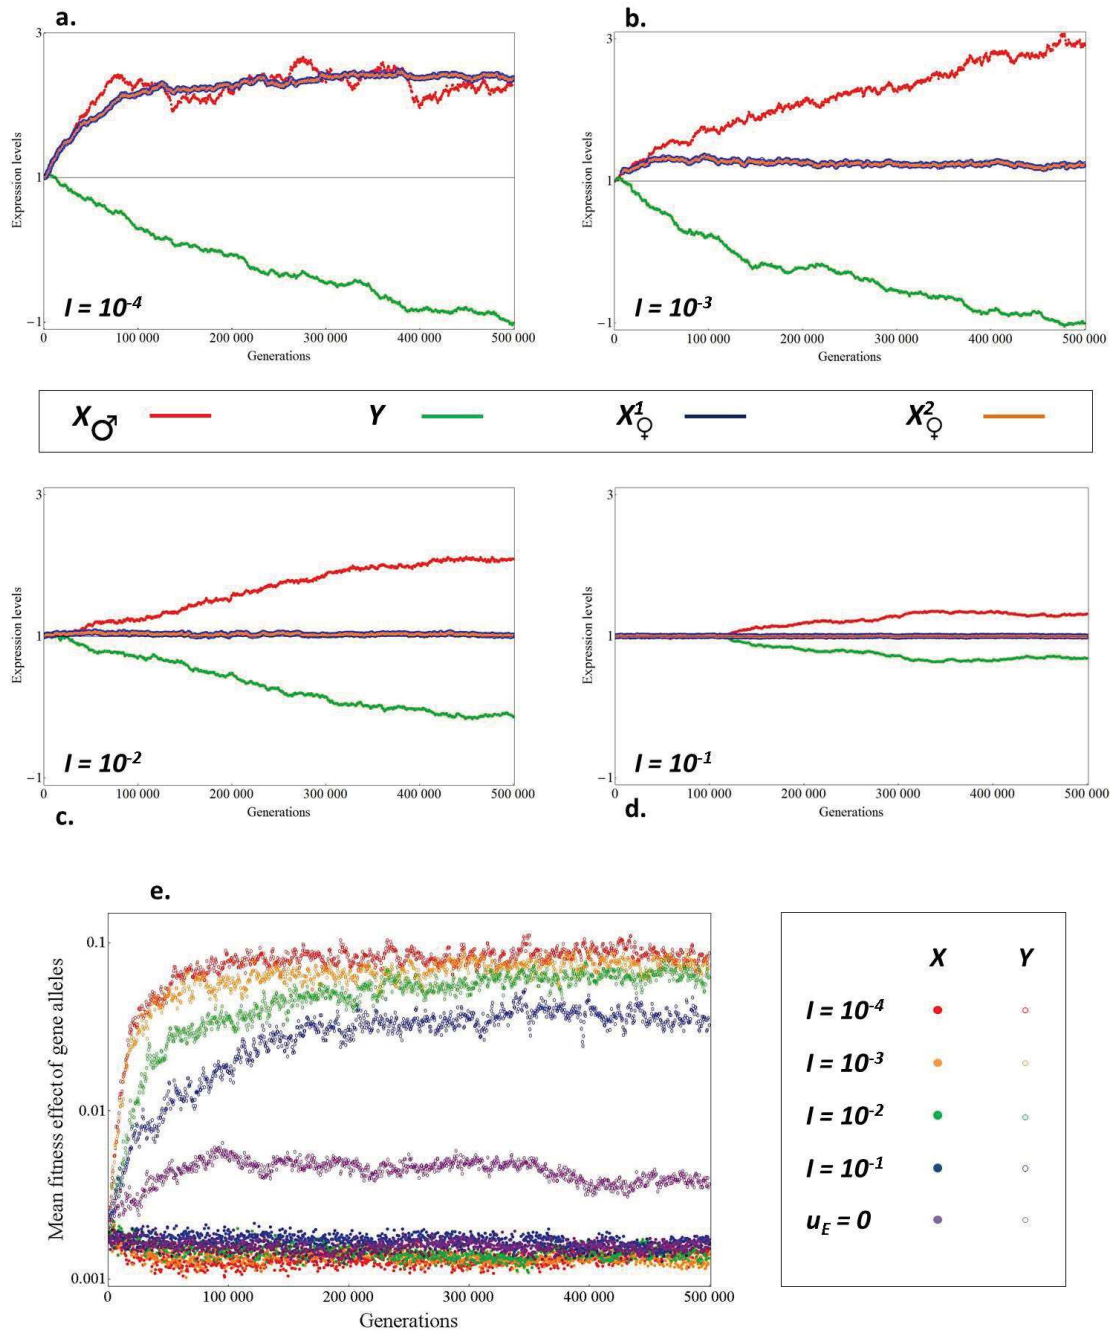 a.
3
1
−1
Expression levels
I = 10-4
0 100 000 200 000 300 000 400 000 500 000
Generations
b.
3
1
−1
Expression levels
I = 10-3
0 100 000 200 000 300 000 400 000 500 000
Generations
X♂ Y X1♀ X2♀
3
1
−1
Expression levels
I = 10-2
0 100 000 200 000 300 000 400 000 500 000
Generations
c.
3
1
−1
Expression levels
I = 10-1
0 100 000 200 000 300 000 400 000 500 000
Generations
d.
e.
0.1
0.01
0.001
Mean fitness effect of gene alleles
0 100 000 200 000 300 000 400 000 500 000
Generations
X Y
I = 10-4
I = 10-3
I = 10-2
I = 10-1
uE = 0